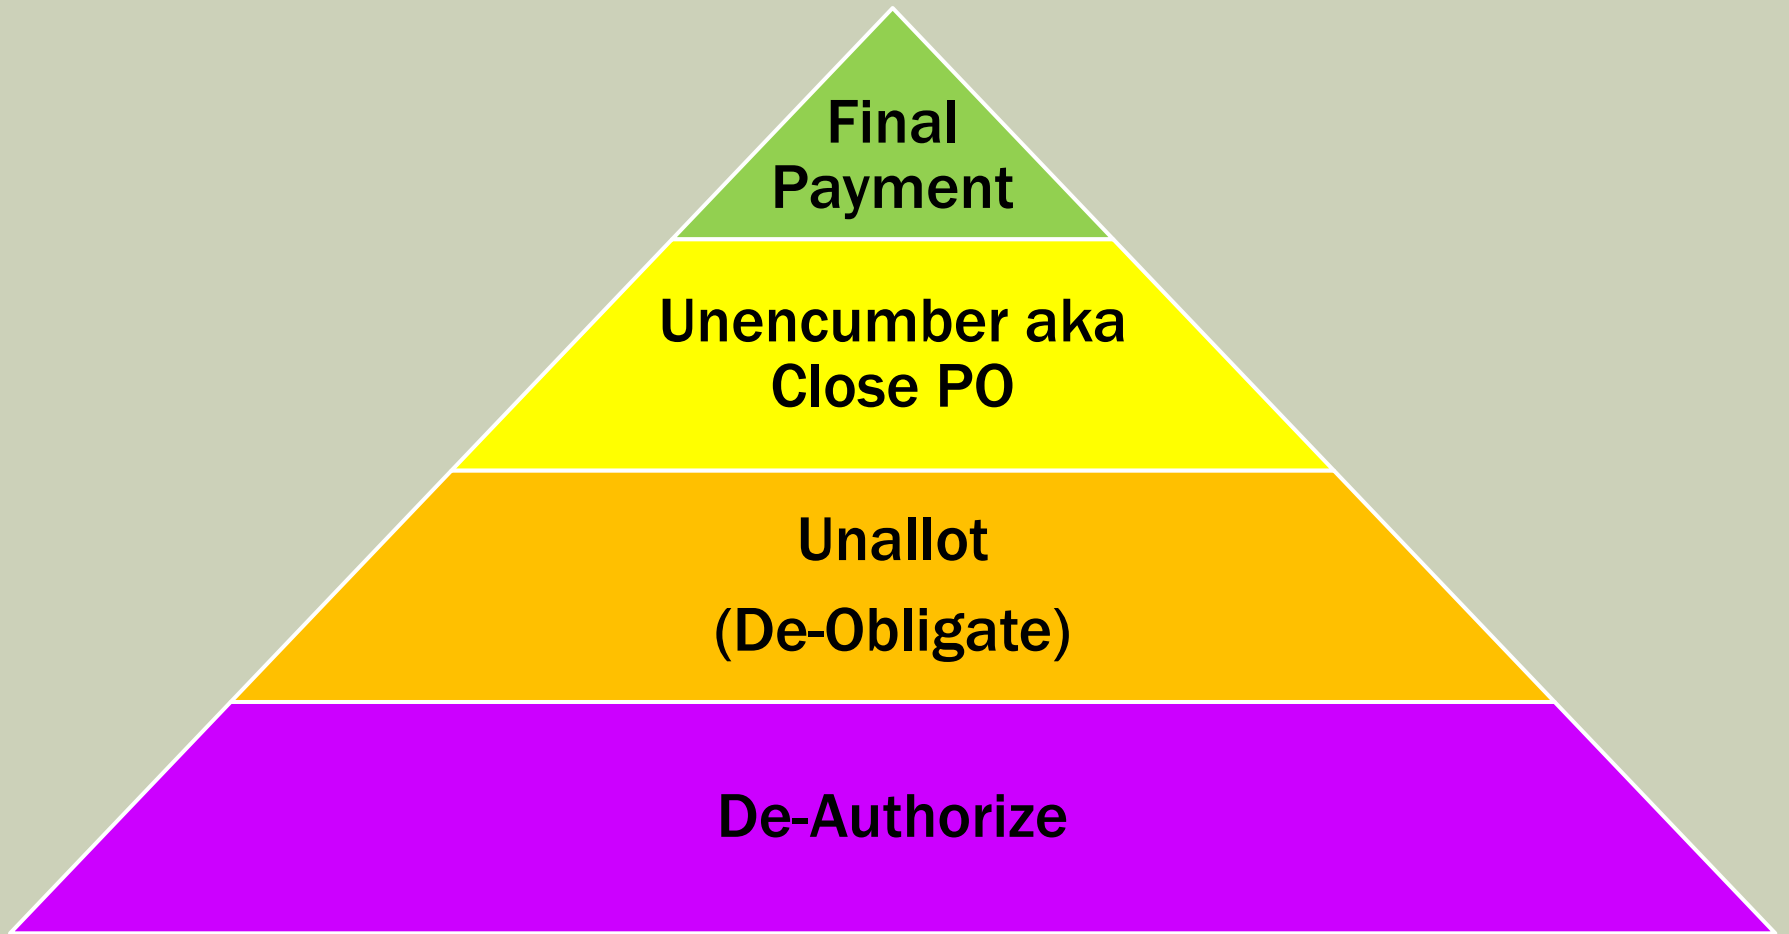 Final
Payment
Unencumber aka
Close PO
Unallot
(De-Obligate)
De-Authorize